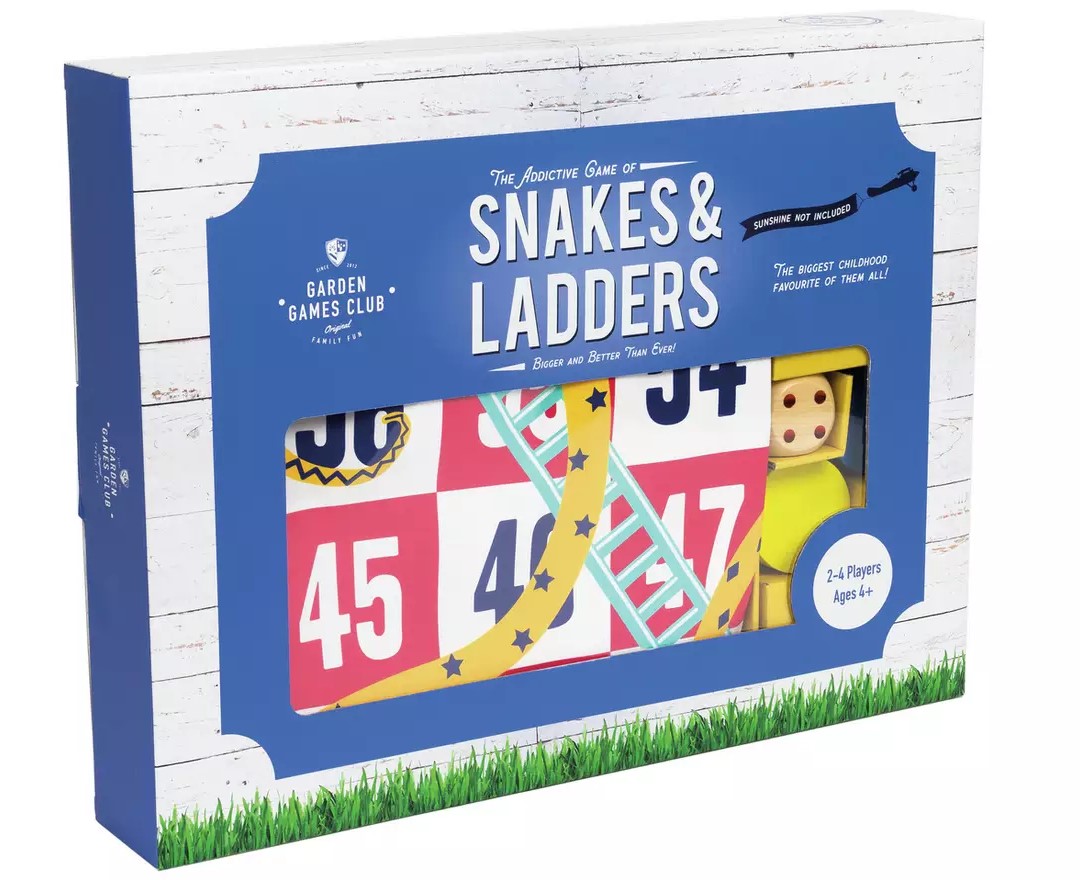 THE ADDICTIVE GAME OF
SNAKES &
LADDERS
BIGGER AND BETTER THAN EVER!
SUNSHINE NOT INCLUDED
THE BIGGEST CHILDHOOD
FAVOURITE OF THEM ALL!
SINCE 2012
GARDEN
GAMES CLUB
Original
FAMILY FUN
54
45
47
2-4 Players
Ages 4+
GARDEN
GAMES CLUB